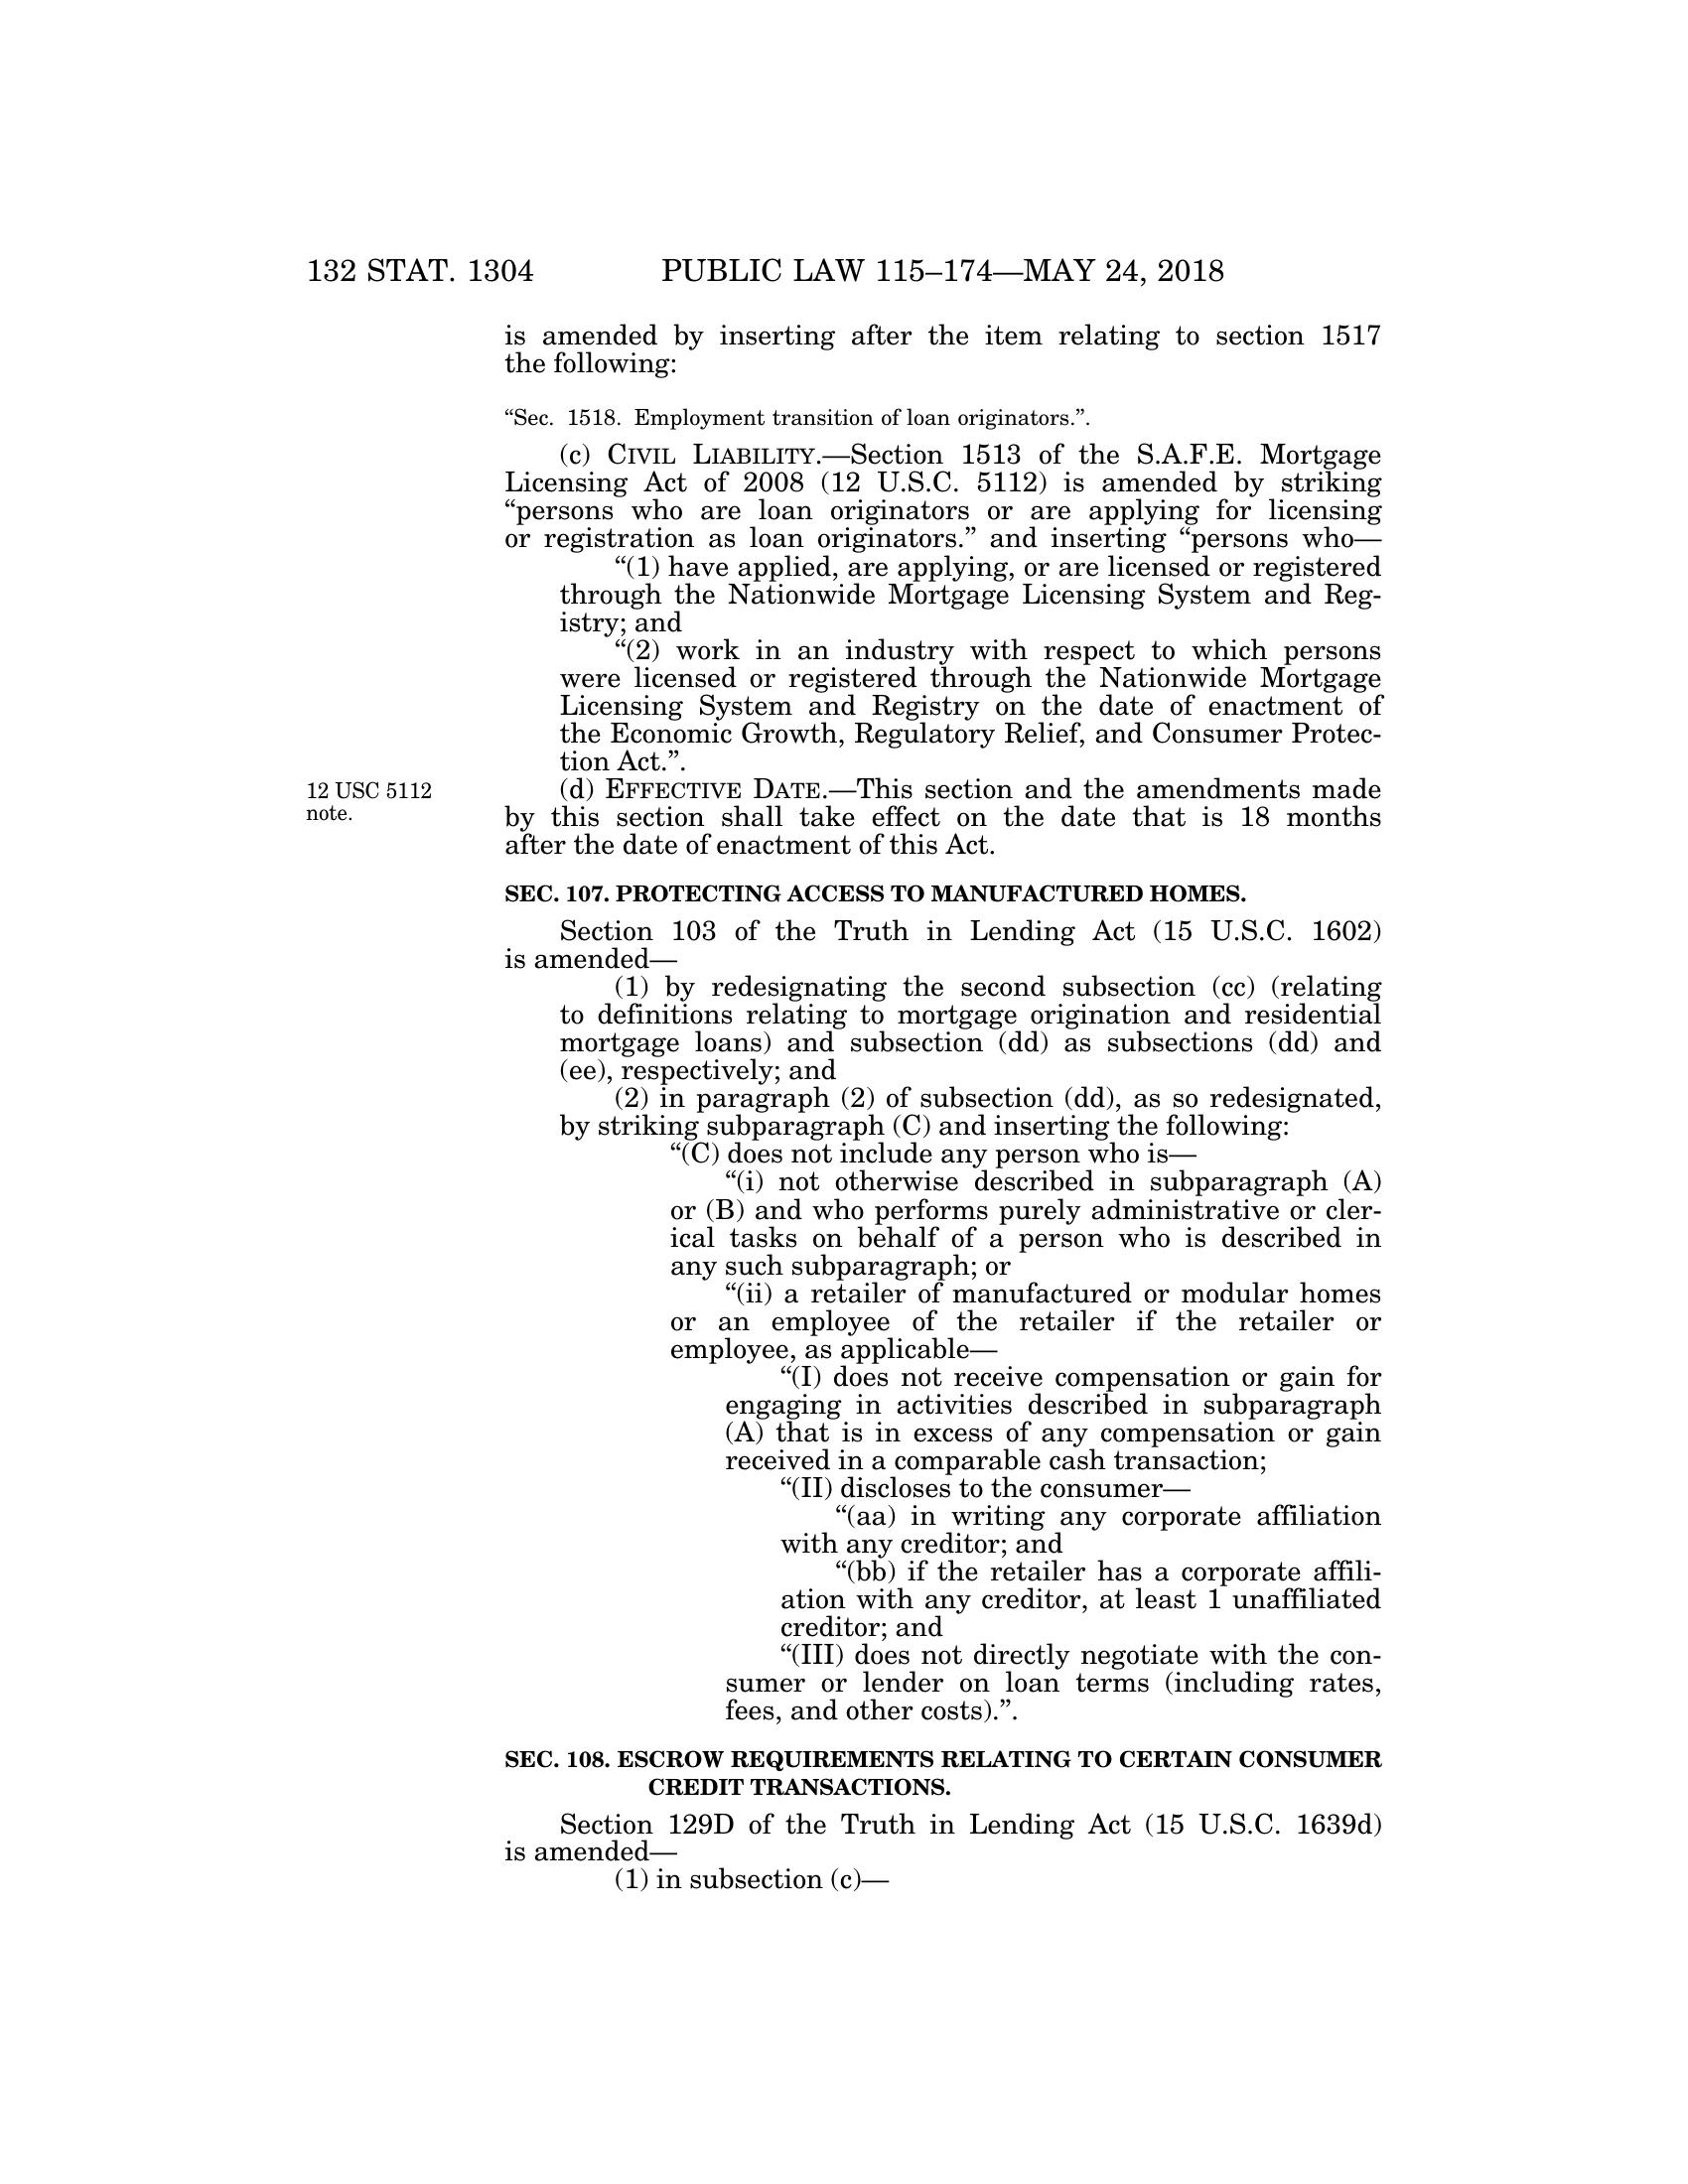 132 STAT. 1304 PUBLIC LAW 115–174—MAY 24, 2018
is amended by inserting after the item relating to section 1517
the following:
“Sec. 1518. Employment transition of loan originators.”.
(c) CIVIL LIABILITY.—Section 1513 of the S.A.F.E. Mortgage
Licensing Act of 2008 (12 U.S.C. 5112) is amended by striking
“persons who are loan originators or are applying for licensing
or registration as loan originators.” and inserting “persons who—
“(1) have applied, are applying, or are licensed or registered
through the Nationwide Mortgage Licensing System and Reg-
istry; and
“(2) work in an industry with respect to which persons
were licensed or registered through the Nationwide Mortgage
Licensing System and Registry on the date of enactment of
the Economic Growth, Regulatory Relief, and Consumer Protec-
tion Act.”.
12 USC 5112
note.
(d) EFFECTIVE DATE.—This section and the amendments made
by this section shall take effect on the date that is 18 months
after the date of enactment of this Act.
SEC. 107. PROTECTING ACCESS TO MANUFACTURED HOMES.
Section 103 of the Truth in Lending Act (15 U.S.C. 1602)
is amended—
(1) by redesignating the second subsection (cc) (relating
to definitions relating to mortgage origination and residential
mortgage loans) and subsection (dd) as subsections (dd) and
(ee), respectively; and
(2) in paragraph (2) of subsection (dd), as so redesignated,
by striking subparagraph (C) and inserting the following:
“(C) does not include any person who is—
“(i) not otherwise described in subparagraph (A)
or (B) and who performs purely administrative or cler-
ical tasks on behalf of a person who is described in
any such subparagraph; or
“(ii) a retailer of manufactured or modular homes
or an employee of the retailer if the retailer or
employee, as applicable—
“(I) does not receive compensation or gain for
engaging in activities described in subparagraph
(A) that is in excess of any compensation or gain
received in a comparable cash transaction;
“(II) discloses to the consumer—
“(aa) in writing any corporate affiliation
with any creditor; and
“(bb) if the retailer has a corporate affili-
ation with any creditor, at least 1 unaffiliated
creditor; and
“(III) does not directly negotiate with the con-
sumer or lender on loan terms (including rates,
fees, and other costs).”.
SEC. 108. ESCROW REQUIREMENTS RELATING TO CERTAIN CONSUMER
CREDIT TRANSACTIONS.
Section 129D of the Truth in Lending Act (15 U.S.C. 1639d)
is amended—
(1) in subsection (c)—